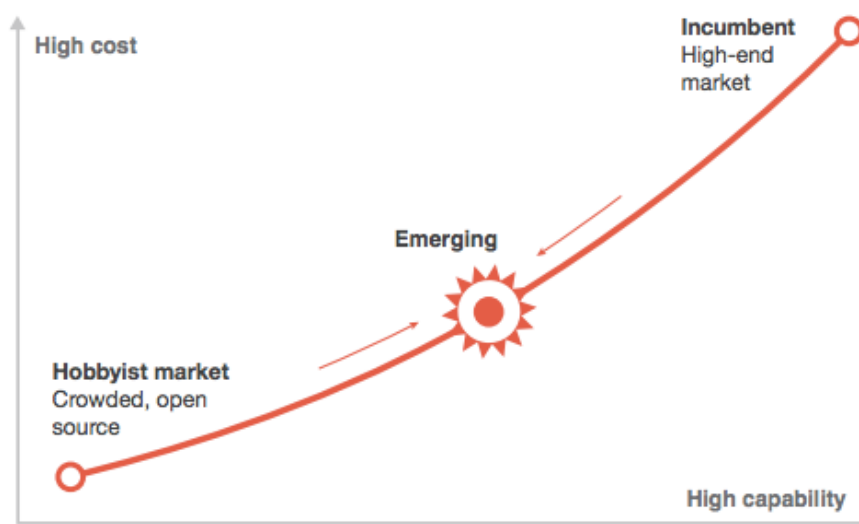 High cost
Incumbent
High-end
market
Emerging
Hobbyist market
Crowded, open
source
High capability